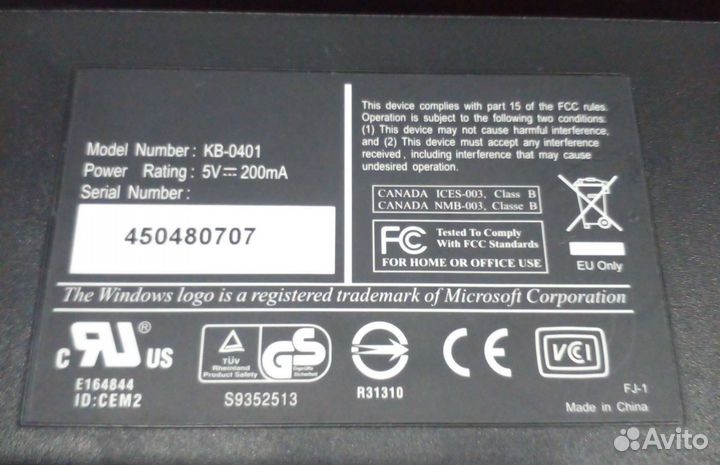 Model Number : KB-0401
Power Rating : 5V⎓ 200mA
Serial Number :
450480707
This device complies with part 15 of the FCC rules.
Operation is subject to the following two conditions:
(1) This device may not cause harmful interference,
and (2) This device must accept any interference
received , including interference that may cause
undesired operation.
CANADA ICES-003, Class B
CANADA NMB-003, Classe B
FC Tested To Comply
With FCC Standards
FOR HOME OR OFFICE USE
EU Only
The Windows logo is a registered trademark of Microsoft Corporation
c RU ® US
E164844
ID:CEM2
TÜV
Rheinland
Product Safety
GS
geprüfte
Sicherheit
S9352513
R31310
CE
VCI
FJ-1
Made in China
Avito